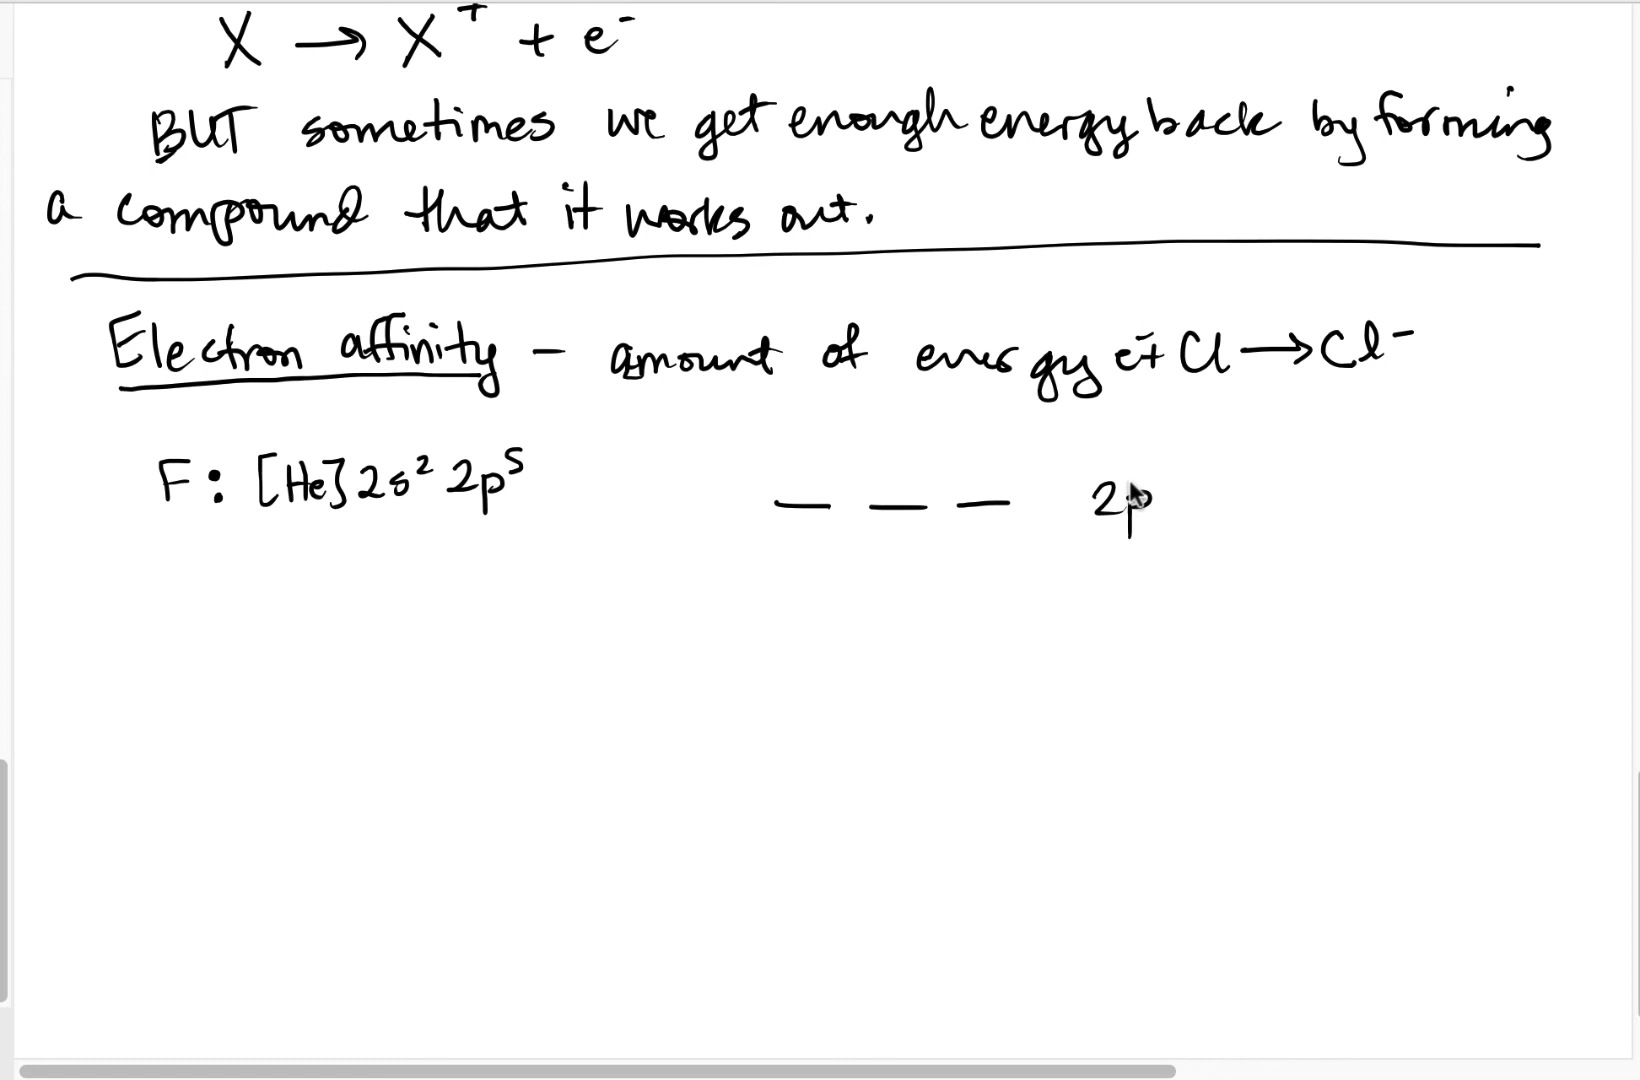 X → X⁺ + e⁻
BUT sometimes we get enough energy back by forming
a compound that it works out.
Electron affinity – amount of energy e⁻ + Cl → Cl⁻
F: [He] 2s² 2p⁵ _ _ _ 2p